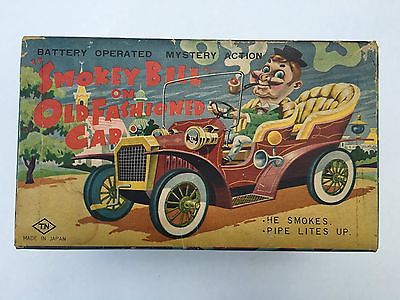 BATTERY OPERATED MYSTERY ACTION
"SMOKEY BILL
ON
OLD FASHIONED
CAR"
·HE SMOKES.
·PIPE LITES UP.
TN
MADE IN JAPAN